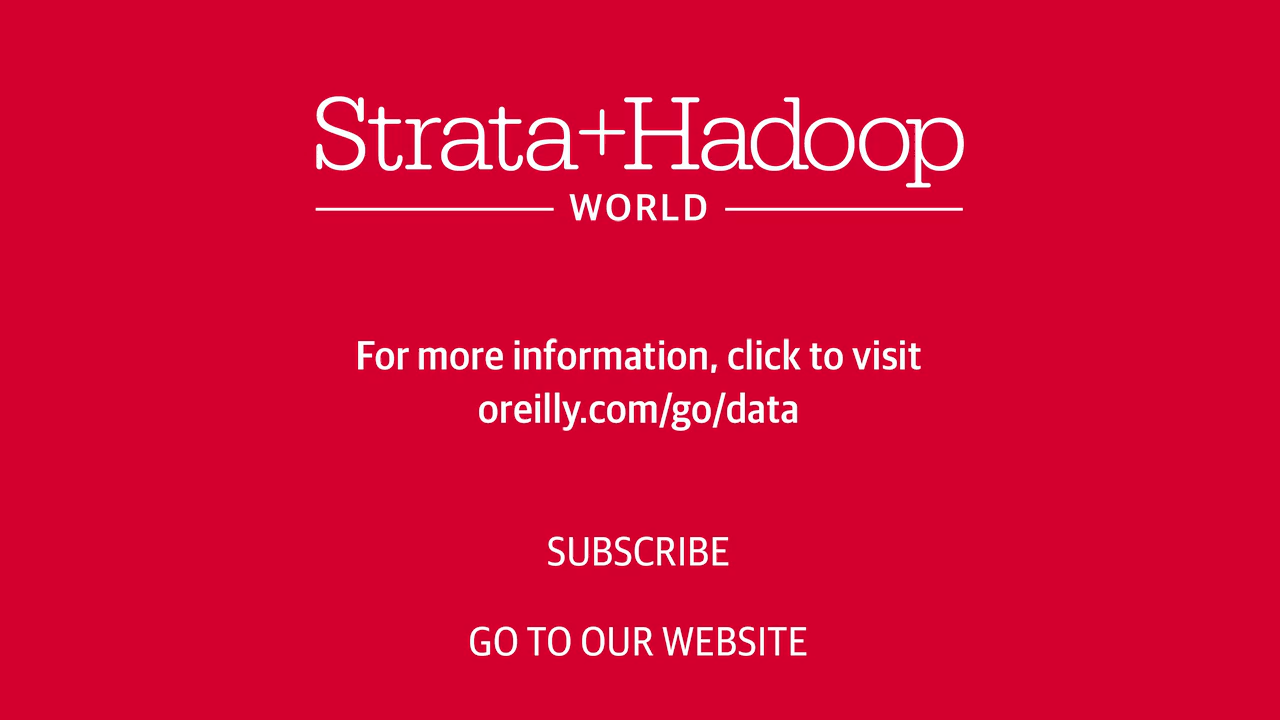 Strata+Hadoop
WORLD
For more information, click to visit
oreilly.com/go/data
SUBSCRIBE
GO TO OUR WEBSITE